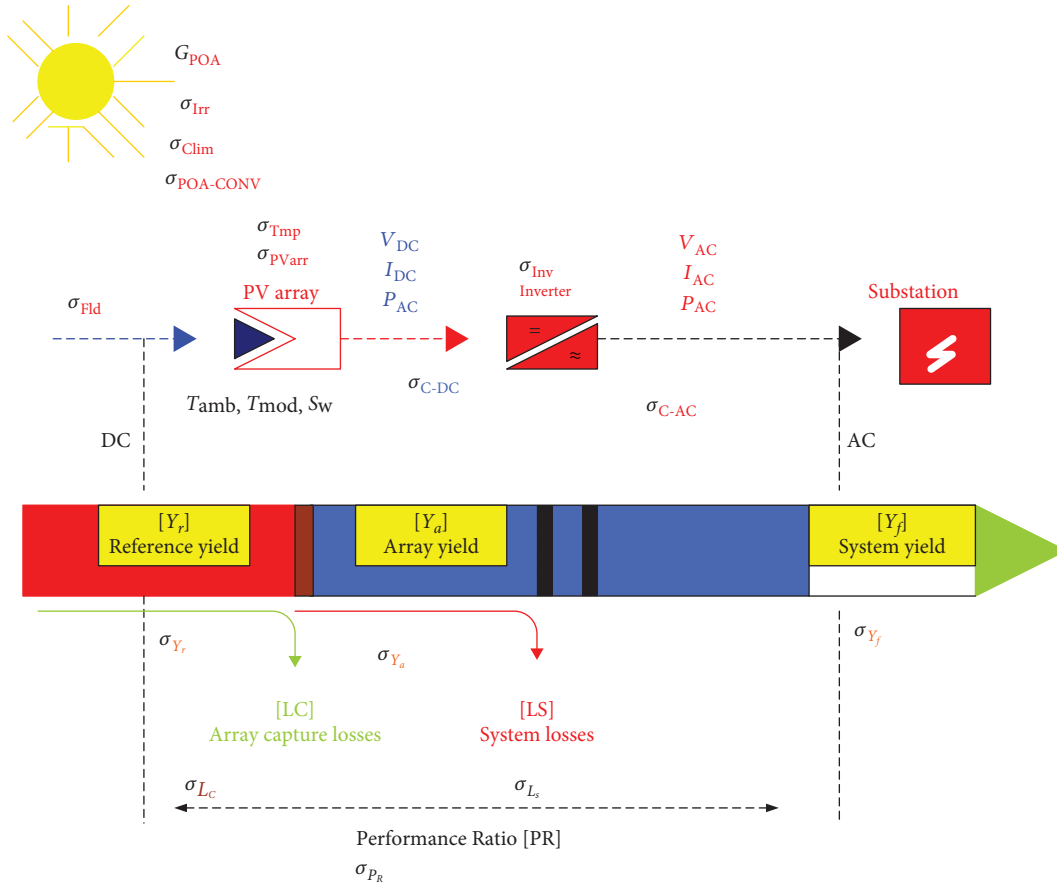 G_POA
σ_Irr
σ_Clim
σ_POA-CONV
σ_Tmp
σ_PVarr
PV array
V_DC
I_DC
P_AC
σ_Inv
Inverter
V_AC
I_AC
P_AC
Substation
σ_Fld
=
≈
σ_C-DC
σ_C-AC
Tamb, Tmod, Sw
DC
AC
[Y_r]
Reference yield
[Y_a]
Array yield
[Y_f]
System yield
σ_Y_r
σ_Y_a
σ_Y_f
[LC]
Array capture losses
[LS]
System losses
σ_L_C
σ_L_s
Performance Ratio [PR]
σ_P_R